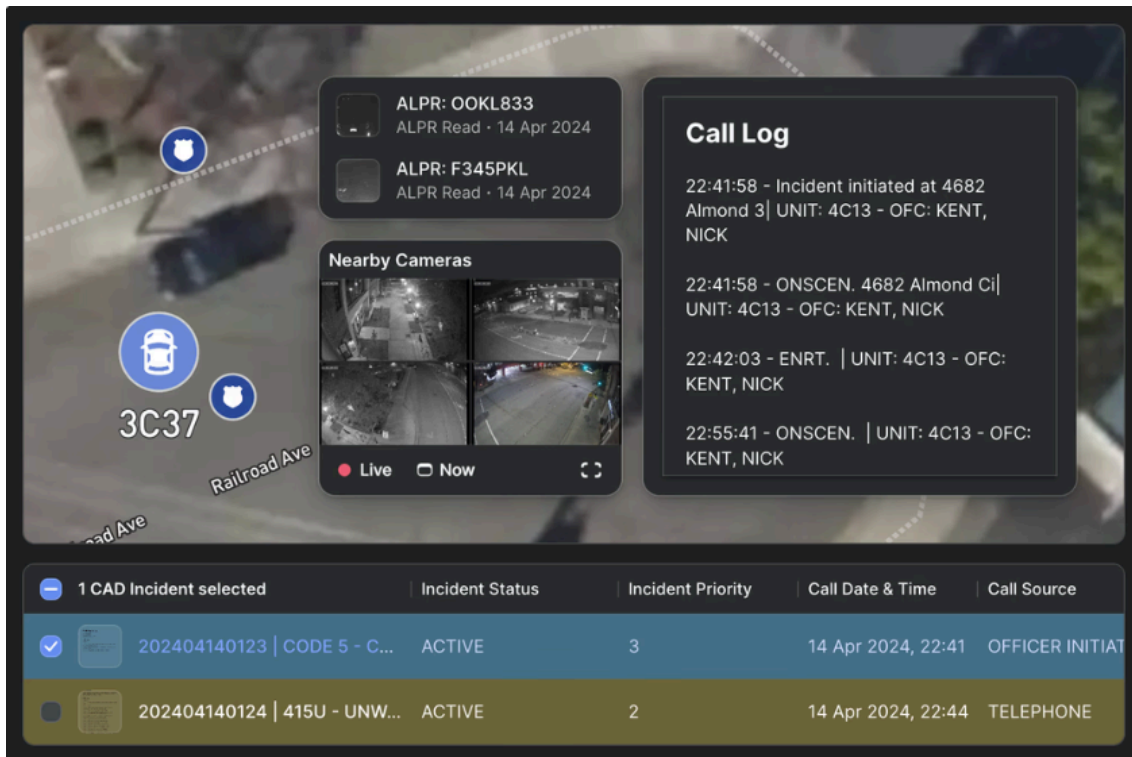 ALPR: OOKL833
ALPR Read · 14 Apr 2024
ALPR: F345PKL
ALPR Read · 14 Apr 2024
Nearby Cameras
Live
Now
Call Log
22:41:58 - Incident initiated at 4682
Almond 3| UNIT: 4C13 - OFC: KENT,
NICK
22:41:58 - ONSCEN. 4682 Almond Ci|
UNIT: 4C13 - OFC: KENT, NICK
22:42:03 - ENRT. | UNIT: 4C13 - OFC:
KENT, NICK
22:55:41 - ONSCEN. | UNIT: 4C13 - OFC:
KENT, NICK
3C37
Railroad Ave
oad Ave
1 CAD Incident selected | Incident Status | Incident Priority | Call Date & Time | Call Source
202404140123 | CODE 5 - C... ACTIVE 3 14 Apr 2024, 22:41 OFFICER INITIAT
202404140124 | 415U - UNW... ACTIVE 2 14 Apr 2024, 22:44 TELEPHONE